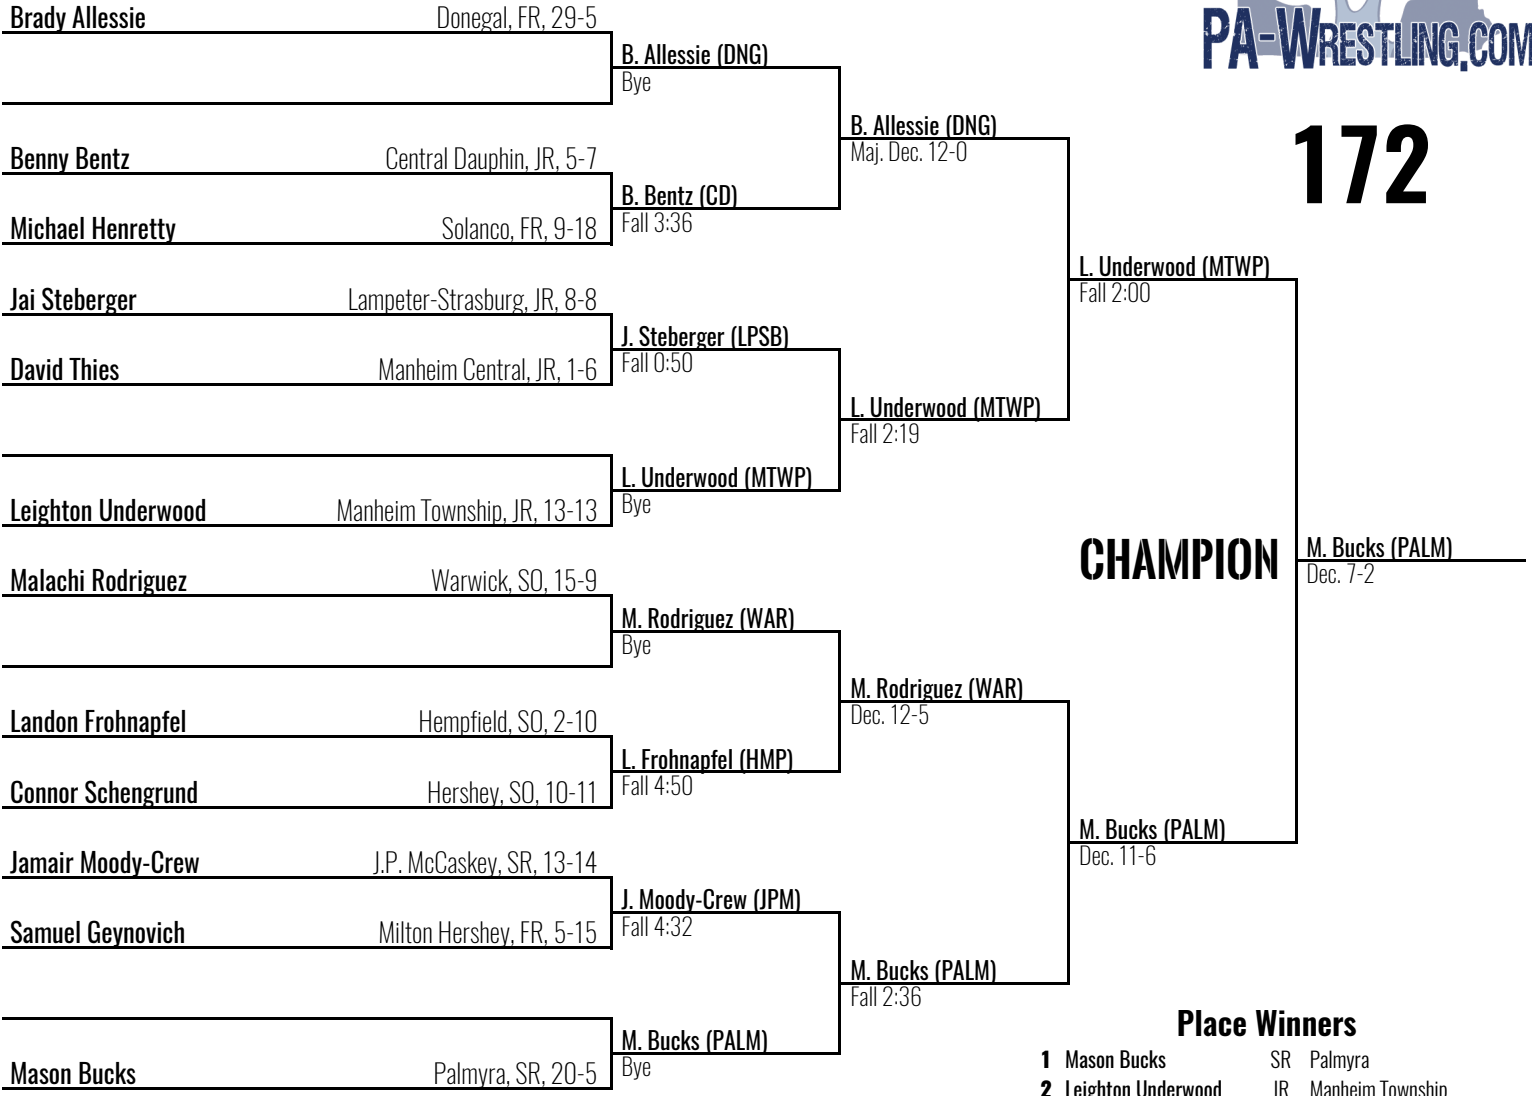 PA-WRESTLING.COM
172
Brady Allessie Donegal, FR, 29-5
B. Allessie (DNG)
Bye
B. Allessie (DNG)
Maj. Dec. 12-0
Benny Bentz Central Dauphin, JR, 5-7
B. Bentz (CD)
Fall 3:36
Michael Henretty Solanco, FR, 9-18
L. Underwood (MTWP)
Fall 2:00
Jai Steberger Lampeter-Strasburg, JR, 8-8
J. Steberger (LPSB)
Fall 0:50
David Thies Manheim Central, JR, 1-6
L. Underwood (MTWP)
Fall 2:19
L. Underwood (MTWP)
Bye
Leighton Underwood Manheim Township, JR, 13-13
CHAMPION
M. Bucks (PALM)
Dec. 7-2
Malachi Rodriguez Warwick, SO, 15-9
M. Rodriguez (WAR)
Bye
M. Rodriguez (WAR)
Dec. 12-5
Landon Frohnapfel Hempfield, SO, 2-10
L. Frohnapfel (HMP)
Fall 4:50
Connor Schengrund Hershey, SO, 10-11
M. Bucks (PALM)
Dec. 11-6
Jamair Moody-Crew J.P. McCaskey, SR, 13-14
J. Moody-Crew (JPM)
Fall 4:32
Samuel Geynovich Milton Hershey, FR, 5-15
M. Bucks (PALM)
Fall 2:36
M. Bucks (PALM)
Bye
Mason Bucks Palmyra, SR, 20-5
Place Winners
1 Mason Bucks SR Palmyra
2 Leighton Underwood JR Manheim Township